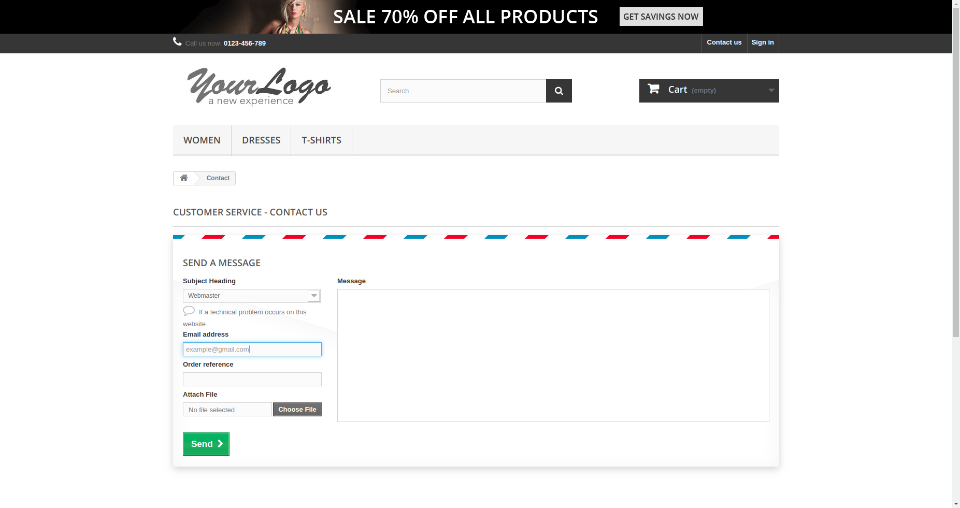 SALE 70% OFF ALL PRODUCTS GET SAVINGS NOW
Call us now: 0123-456-789 Contact us Sign in
YourLogo
a new experience
Search Cart (empty)
WOMEN DRESSES T-SHIRTS
Contact
CUSTOMER SERVICE - CONTACT US
SEND A MESSAGE
Subject Heading Message
Webmaster
If a technical problem occurs on this
website
Email address
example@gmail.com
Order reference
Attach File
No file selected Choose File
Send